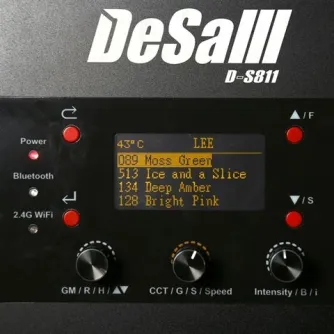 DeSalll
D-S811
▲/F
Power
43°C LEE
089 Moss Green
513 Ice and a Slice
134 Deep Amber
128 Bright Pink
Bluetooth
2.4G WiFi
▼/S
GM / R / H / ▲▼
CCT / G / S / Speed
Intensity / B / i